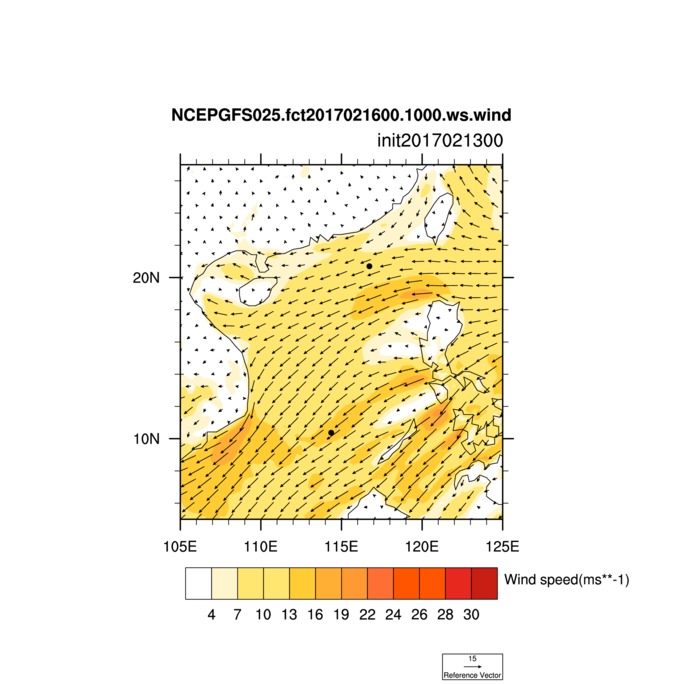 NCEPGFS025.fct2017021600.1000.ws.wind
init2017021300
20N
10N
105E 110E 115E 120E 125E
Wind speed(ms**-1)
4 7 10 13 16 19 22 24 26 28 30
15
Reference Vector